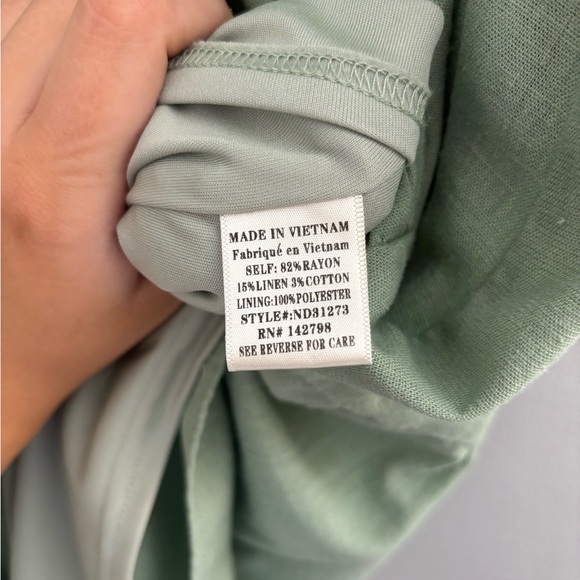 MADE IN VIETNAM
Fabriqué en Vietnam
SELF: 82%RAYON
15%LINEN 3%COTTON
LINING:100%POLYESTER
STYLE#:ND31273
RN# 142798
SEE REVERSE FOR CARE